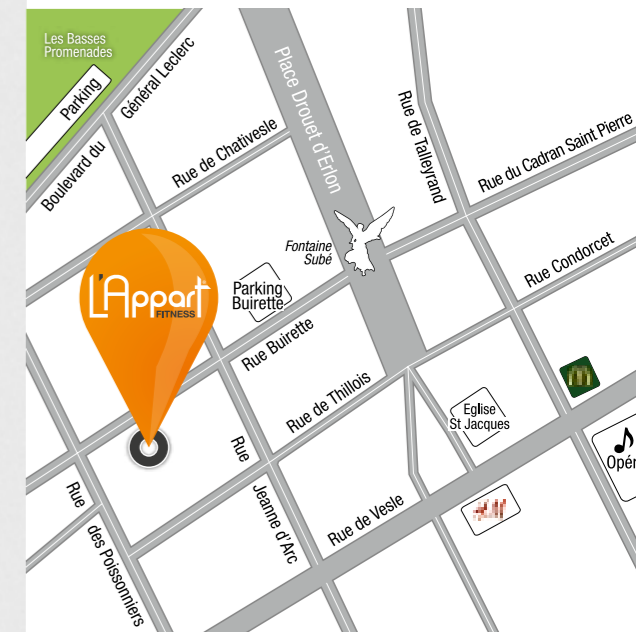 Les Basses
Promenades
Parking
Boulevard du
Général Leclerc
Place Drouet d'Erlon
Rue de Chativesle
Rue de Talleyrand
Rue du Cadran Saint Pierre
Fontaine
Subé
Rue Condorcet
L'Appart
FITNESS
Parking
Buirette
Rue Buirette
Rue de Thillois
Eglise
St Jacques
Rue
Jeanne d'Arc
Rue de Vesle
Rue
des Poissonniers
Opér